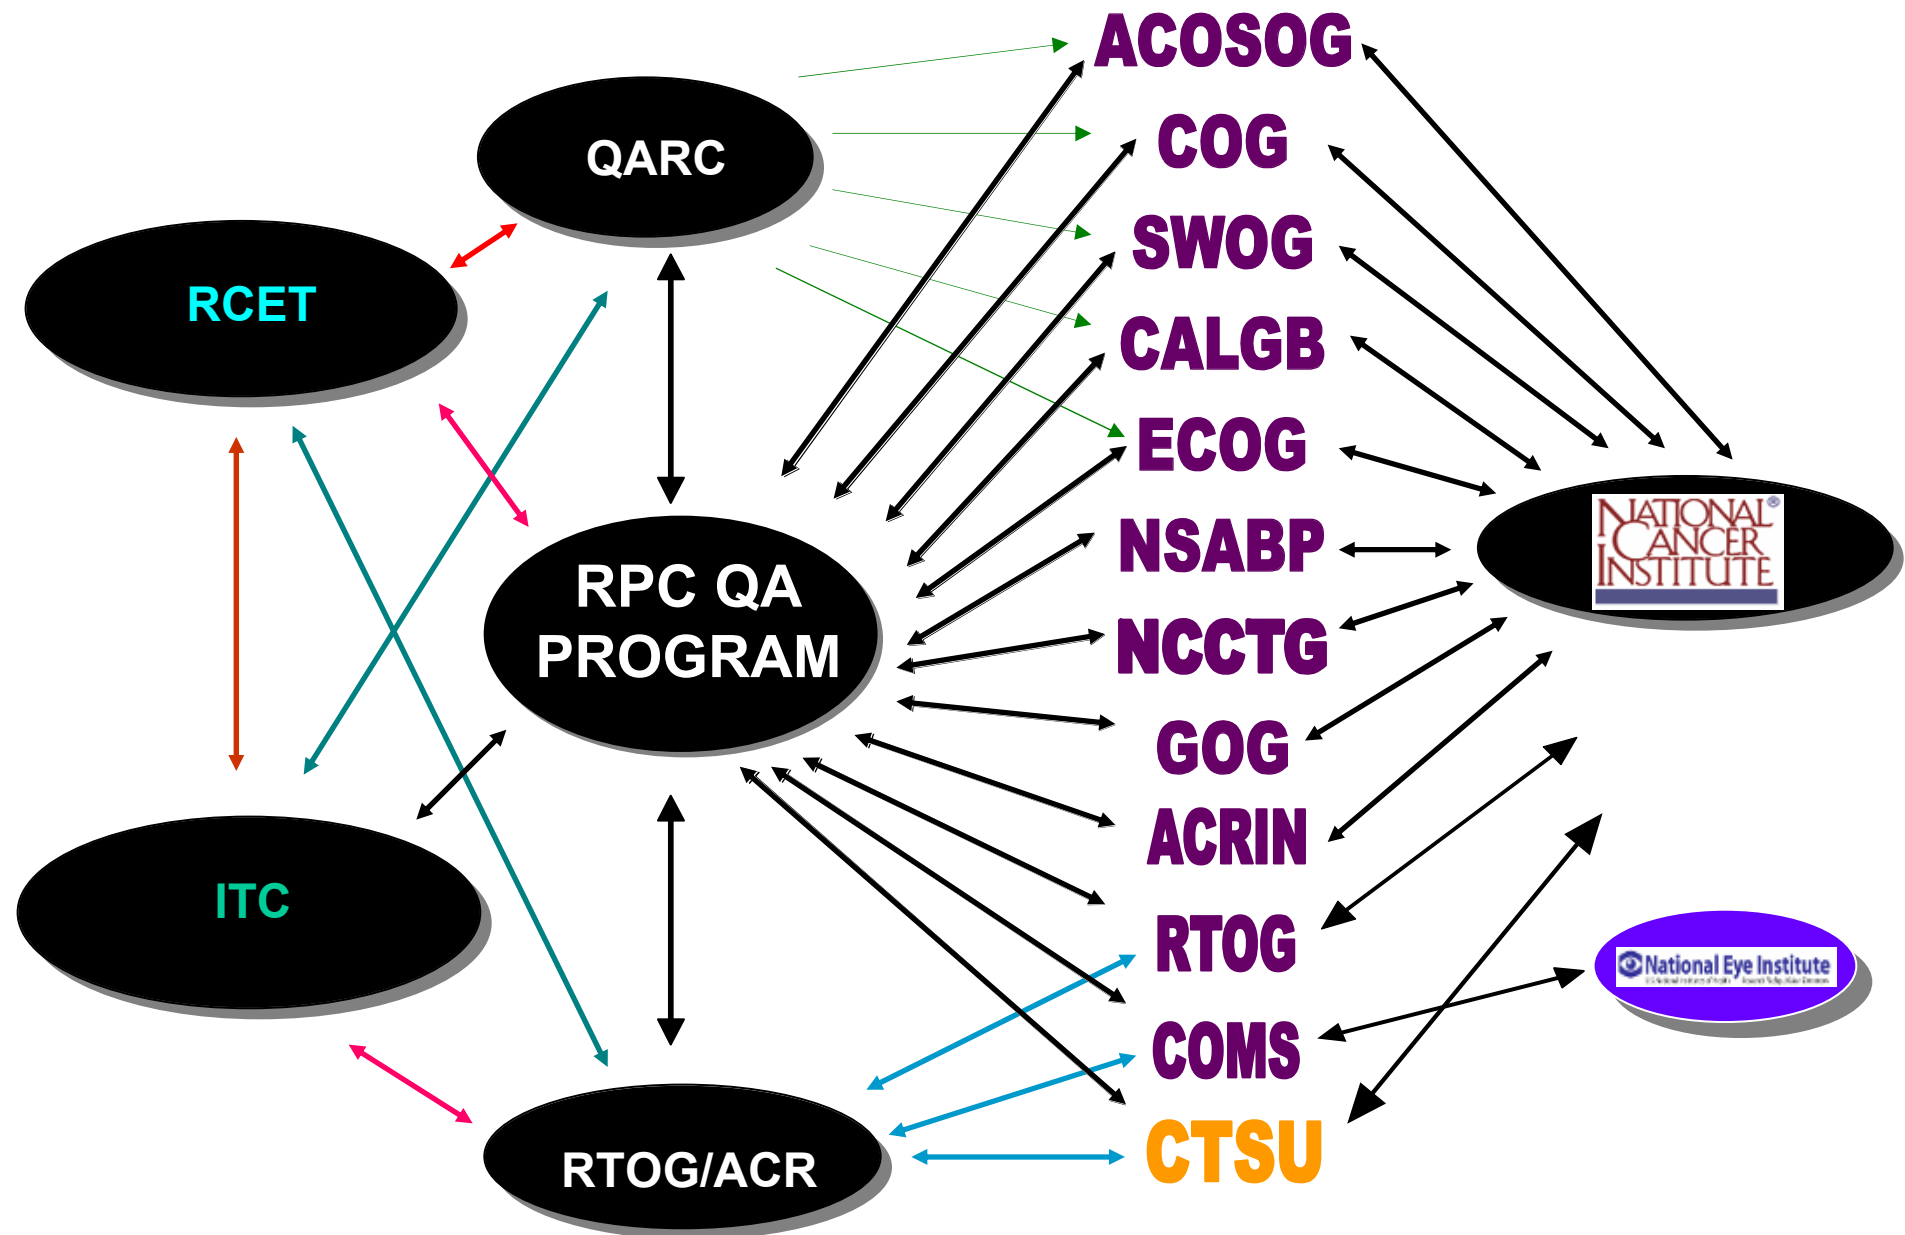 QARC
RCET
RPC QA
PROGRAM
ITC
RTOG/ACR
ACOSOG
COG
SWOG
CALGB
ECOG
NSABP
NCCTG
GOG
ACRIN
RTOG
COMS
CTSU
NATIONAL
CANCER
INSTITUTE
National Eye Institute